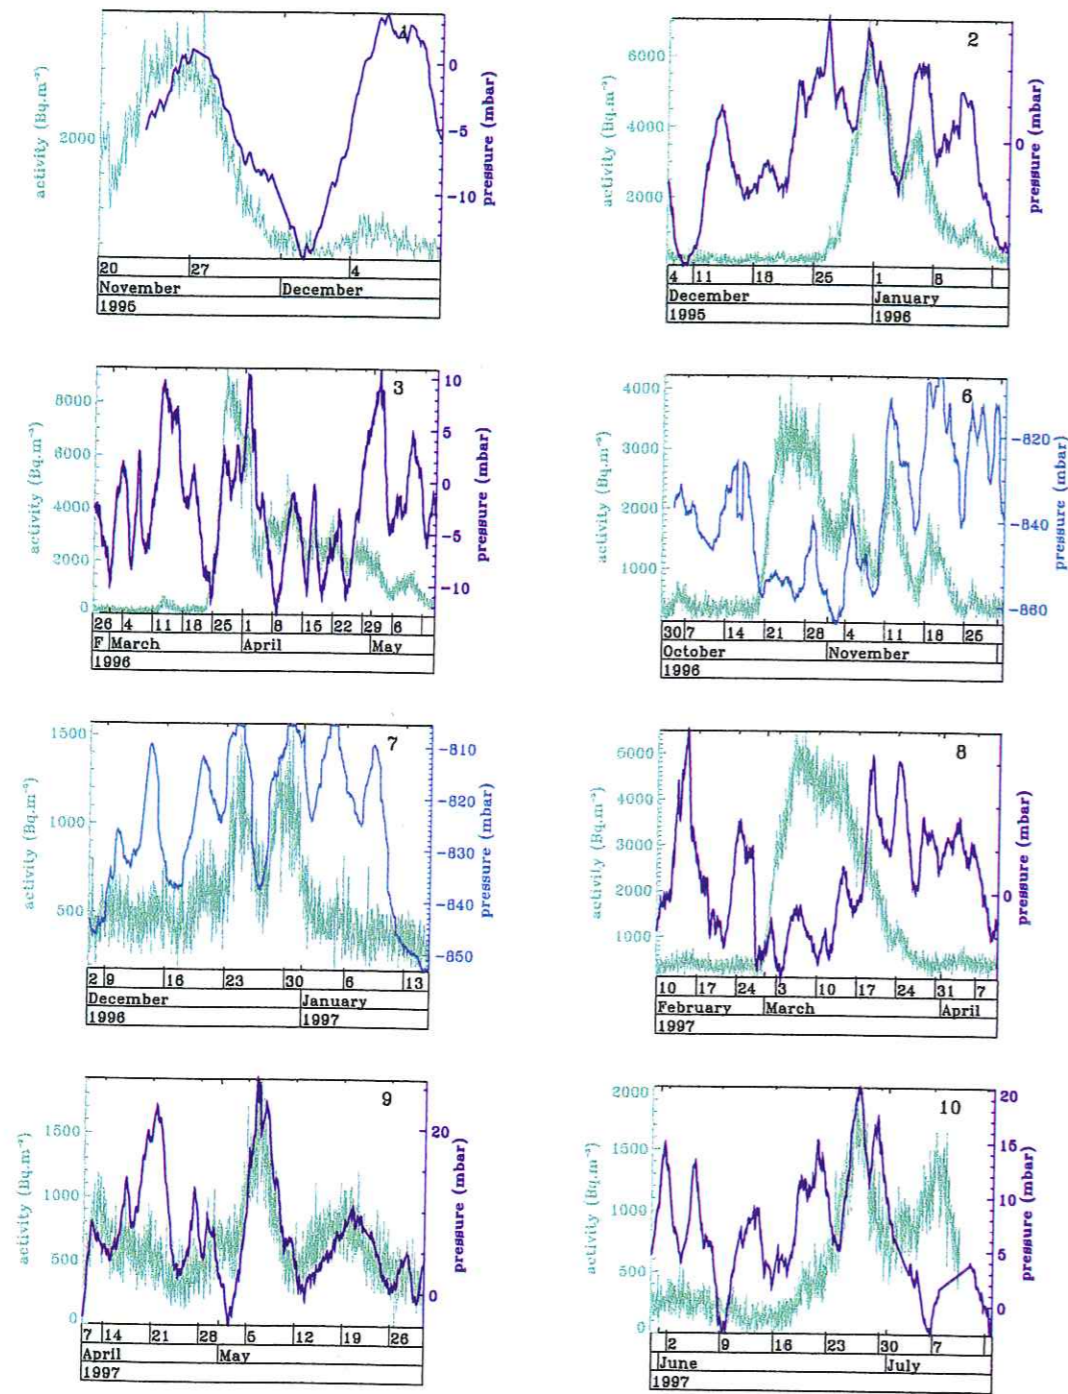 1
activity (Bq.m⁻³)
2000
0
−5
−10
pressure (mbar)
20 27 4
November December
1995
2
activity (Bq.m⁻³)
6000
4000
2000
0
pressure (mbar)
4 11 18 25 1 8
December January
1995 1996
3
activity (Bq.m⁻³)
8000
6000
4000
2000
0
10
5
0
−5
−10
pressure (mbar)
26 4 11 18 25 1 8 15 22 29 6
F March April May
1996
6
activity (Bq.m⁻³)
4000
3000
2000
1000
−820
−840
−860
pressure (mbar)
30 7 14 21 28 4 11 18 25
October November
1996
7
activity (Bq.m⁻³)
1500
1000
500
−810
−820
−830
−840
−850
pressure (mbar)
2 9 16 23 30 6 13
December January
1996 1997
8
activity (Bq.m⁻³)
5000
4000
3000
2000
1000
0
pressure (mbar)
10 17 24 3 10 17 24 31 7
February March April
1997
9
activity (Bq.m⁻³)
1500
1000
500
0
20
0
pressure (mbar)
7 14 21 28 5 12 19 26
April May
1997
10
activity (Bq.m⁻³)
2000
1500
1000
500
0
20
15
10
5
0
pressure (mbar)
2 9 16 23 30 7
June July
1997